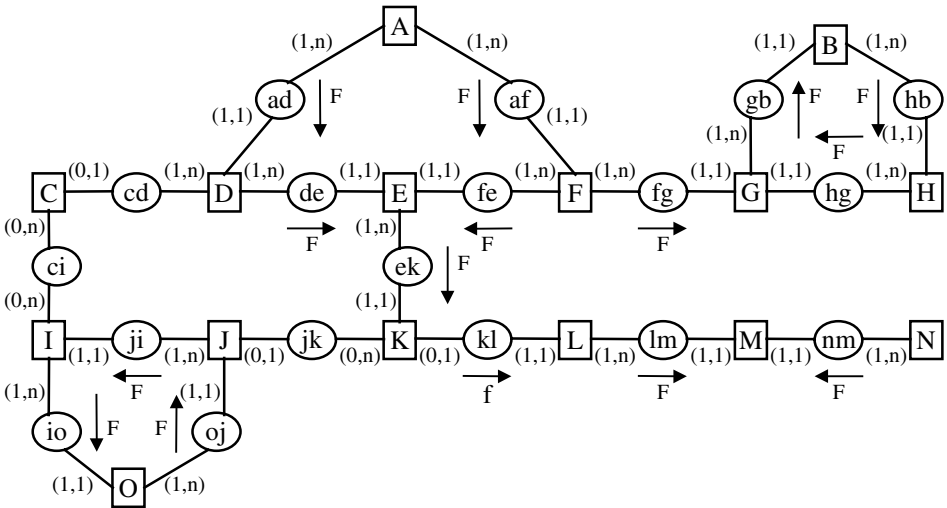 A
B
(1,n) (1,n) (1,1) (1,n)
ad F F af gb F F hb
(1,1) (1,1) (1,n) F (1,1)
(0,1) (1,n) (1,n) (1,1) (1,1) (1,n) (1,n) (1,1) (1,1) (1,n)
C cd D de E fe F fg G hg H
(0,n) F (1,n) F F
ci ek F
(0,n) (1,1)
I ji J jk K kl L lm M nm N
(1,1) (1,n) (0,1) (0,n) (0,1) (1,1) (1,n) (1,1) (1,1) (1,n)
F f F F
(1,n) (1,1)
io F F oj
(1,1) O (1,n)